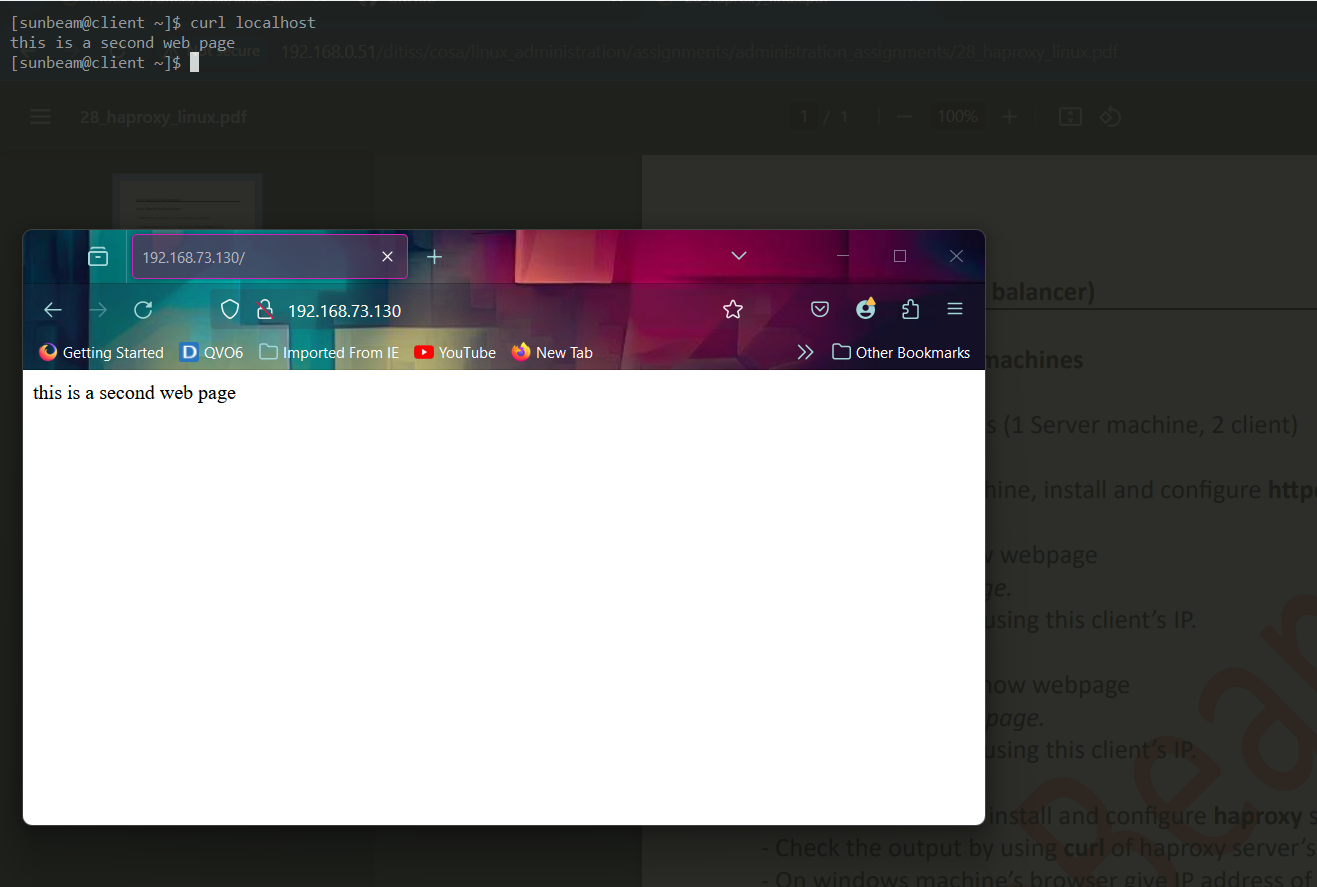 [sunbeam@client ~]$ curl localhost
this is a second web page
192.168.0.51/ditiss/cosa/linux_administration/assignments/administration_assignments/28_haproxy_linux.pdf
[sunbeam@client ~]$
28_haproxy_linux.pdf
1 / 1
100%
192.168.73.130/
balancer)
192.168.73.130
Getting Started
QVO6
Imported From IE
YouTube
New Tab
Other Bookmarks
machines
this is a second web page
s (1 Server machine, 2 client)
hine, install and configure http
w webpage
ge.
using this client's IP.
how webpage
page.
using this client's IP.
Bean
install and configure haproxy s
- Check the output by using curl of haproxy server's
- On windows machine's browser give IP address of